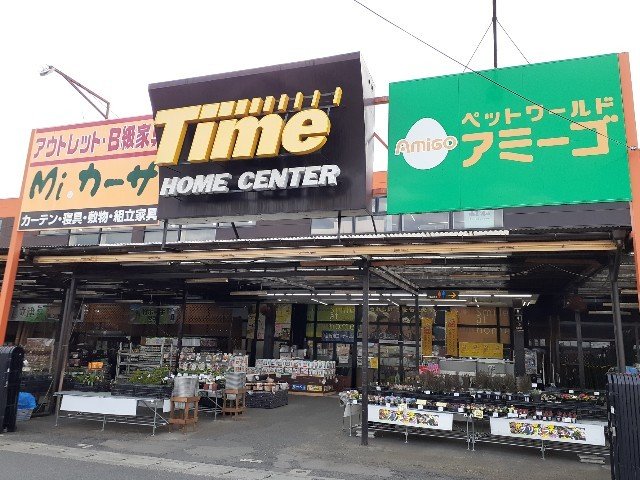 アウトレット・B級家具
Mi.カーサ
カーテン・寝具・敷物・組立家具
Time
HOME CENTER
ペットワールド
AMIGO
アミーゴ